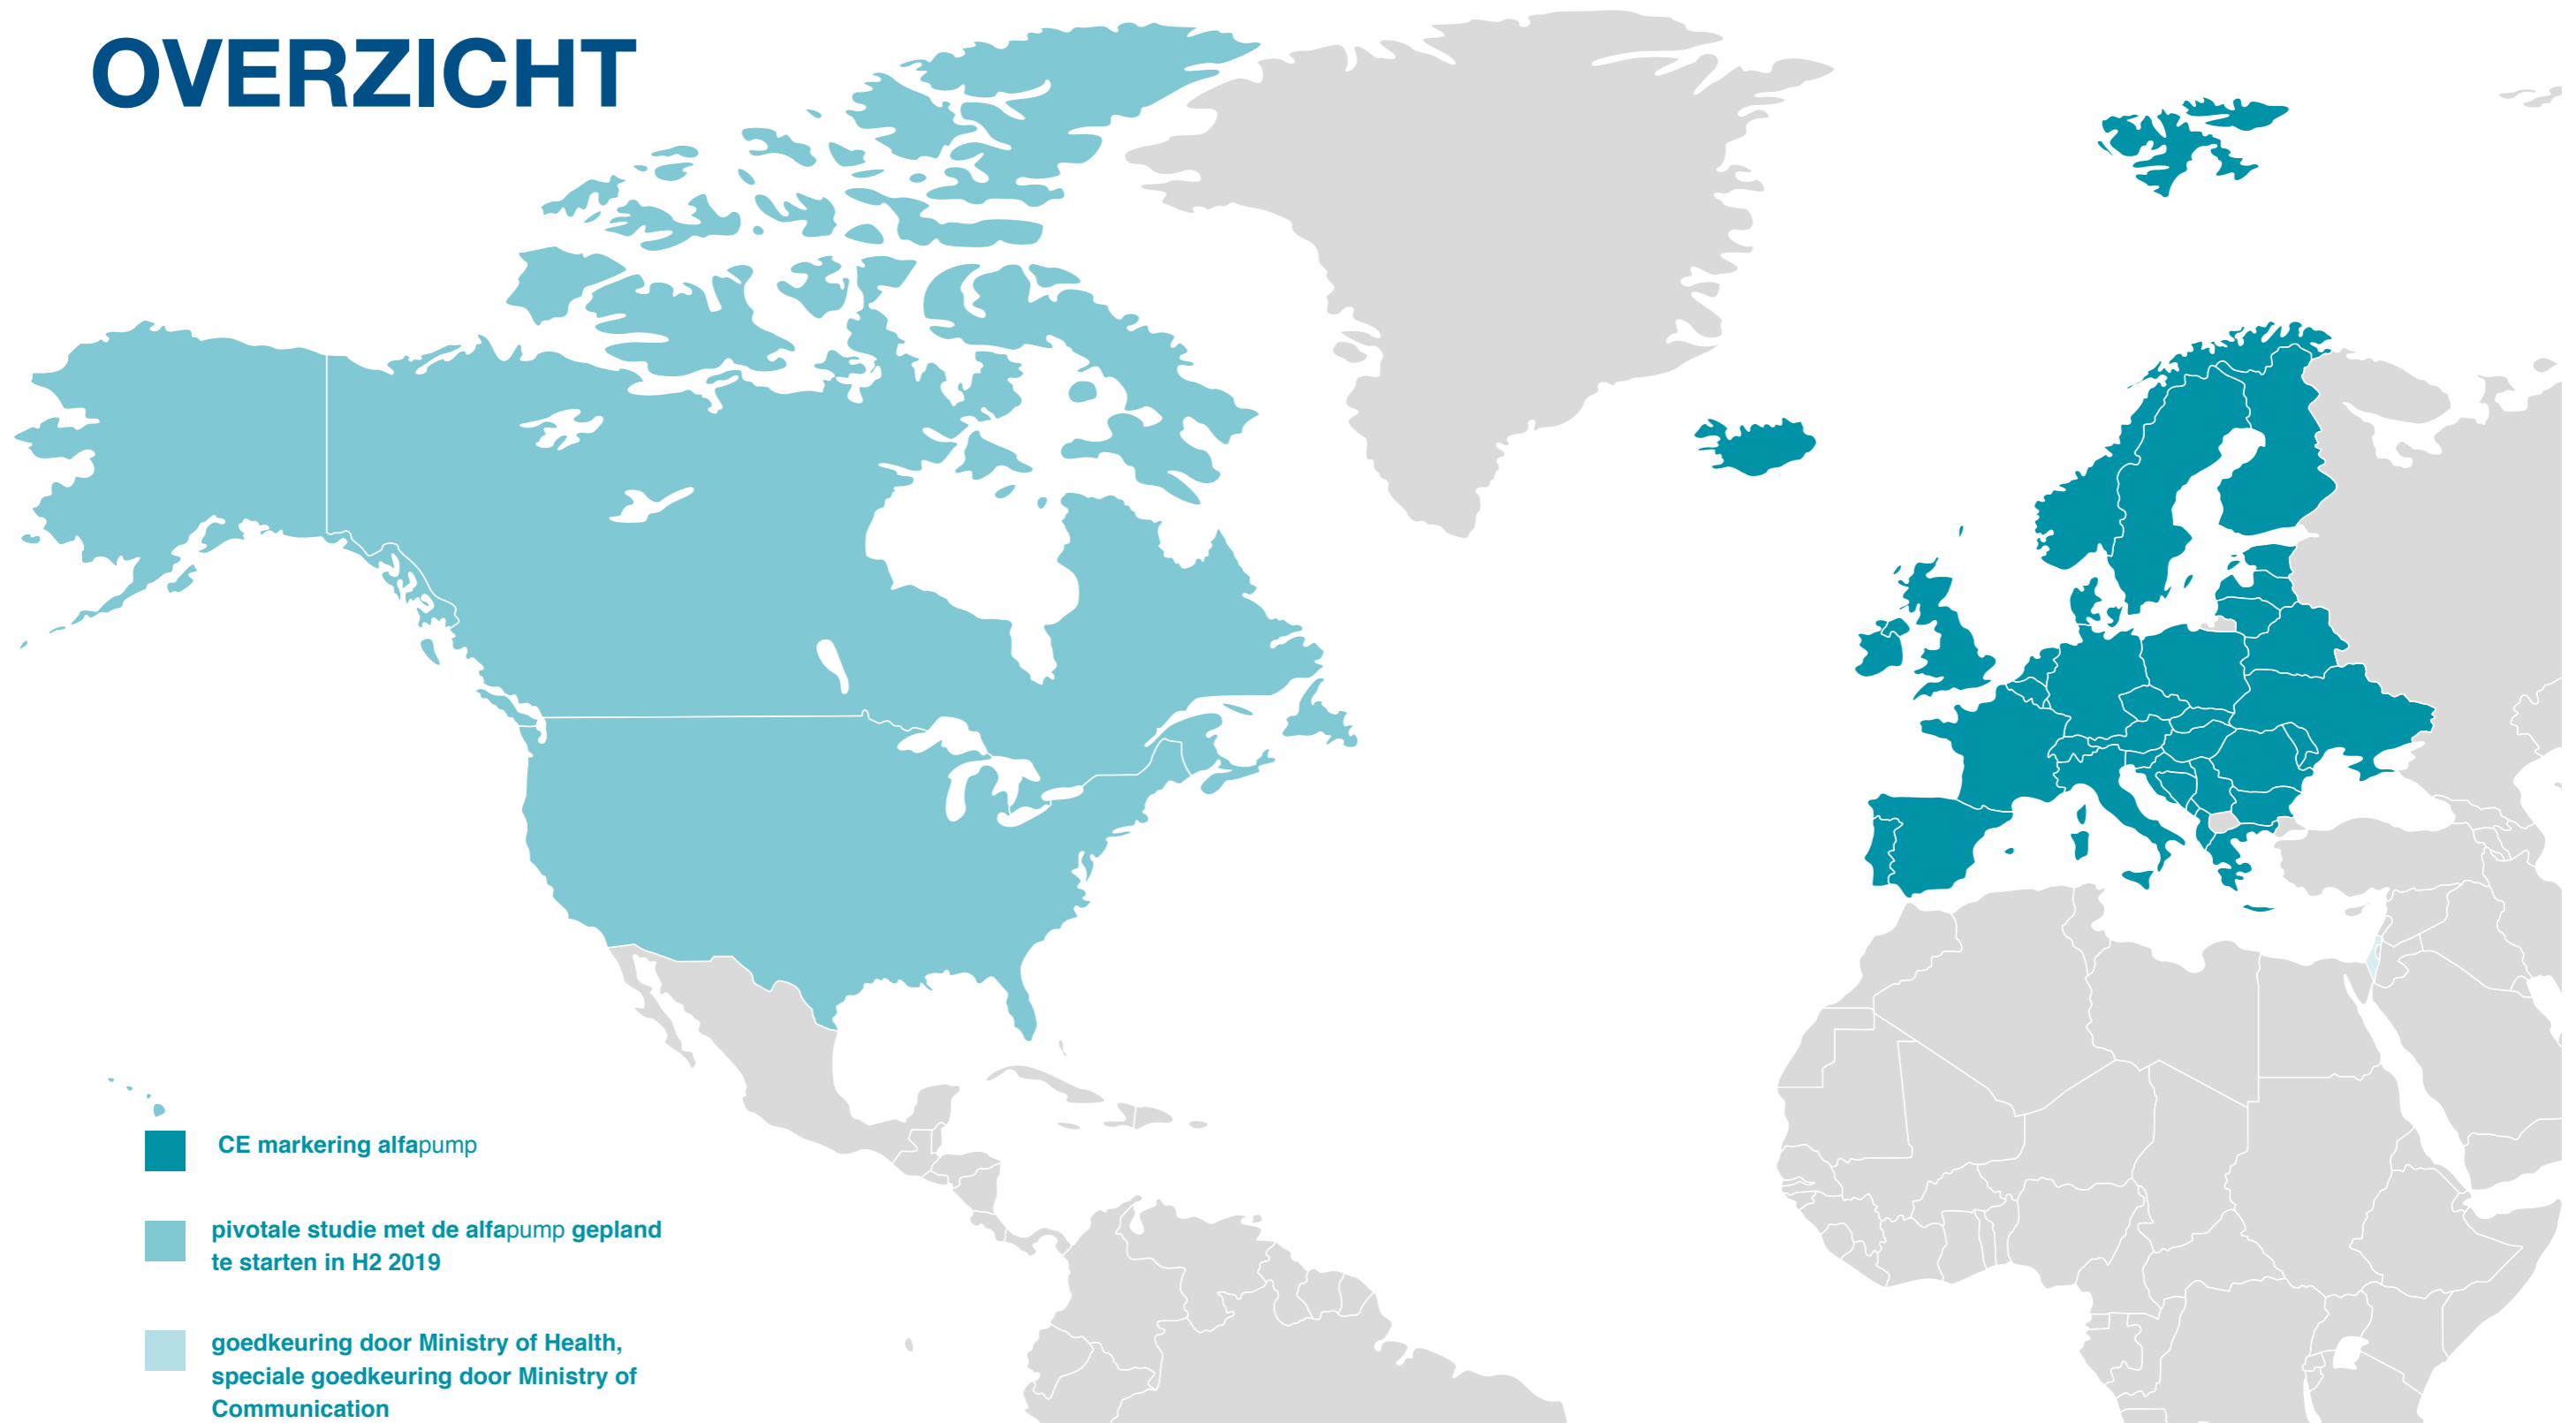 OVERZICHT
CE markering alfapump
pivotale studie met de alfapump gepland
te starten in H2 2019
goedkeuring door Ministry of Health,
speciale goedkeuring door Ministry of
Communication